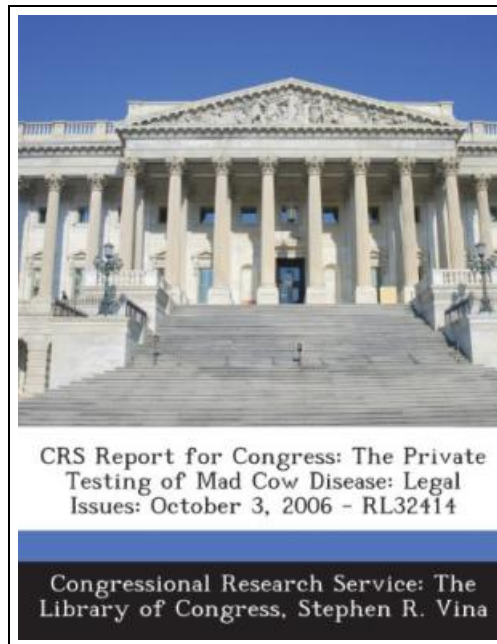 CRS Report for Congress: The Private
Testing of Mad Cow Disease: Legal
Issues: October 3, 2006 - RL32414
Congressional Research Service: The
Library of Congress, Stephen R. Vina